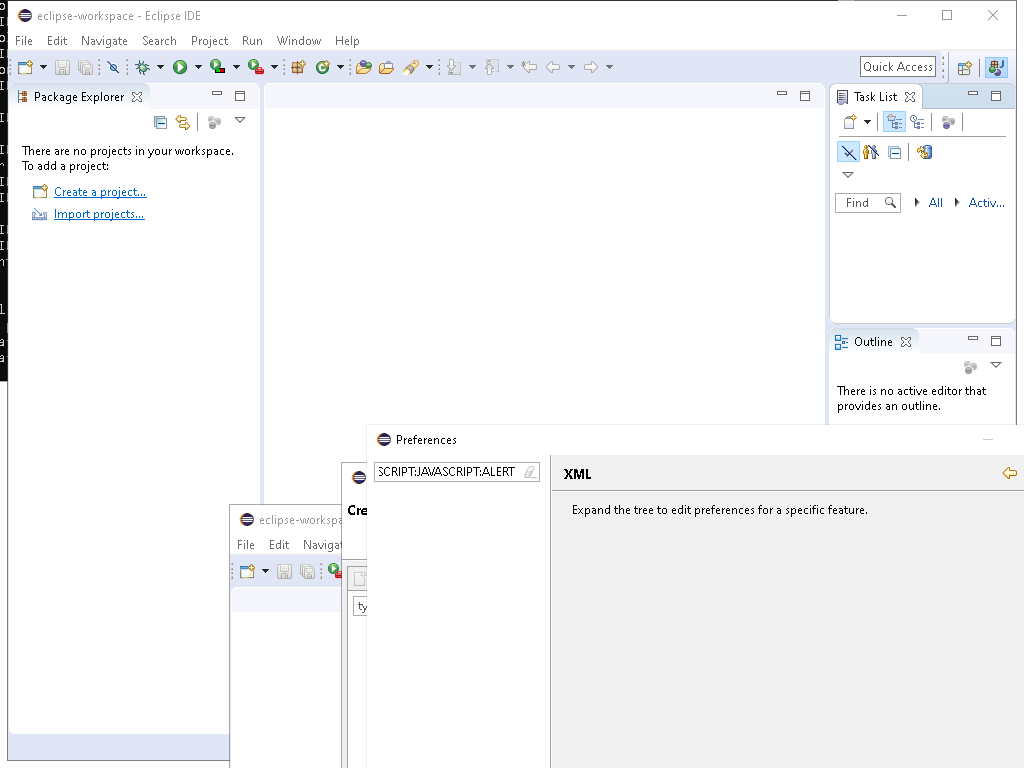 eclipse-workspace - Eclipse IDE
File Edit Navigate Search Project Run Window Help
Quick Access
Package Explorer
There are no projects in your workspace.
To add a project:
Create a project...
Import projects...
Task List
Find
All
Activ...
Outline
There is no active editor that
provides an outline.
Preferences
SCRIPT:JAVASCRIPT:ALERT
XML
Expand the tree to edit preferences for a specific feature.
Cre
ty
eclipse-workspa
File Edit Navigat